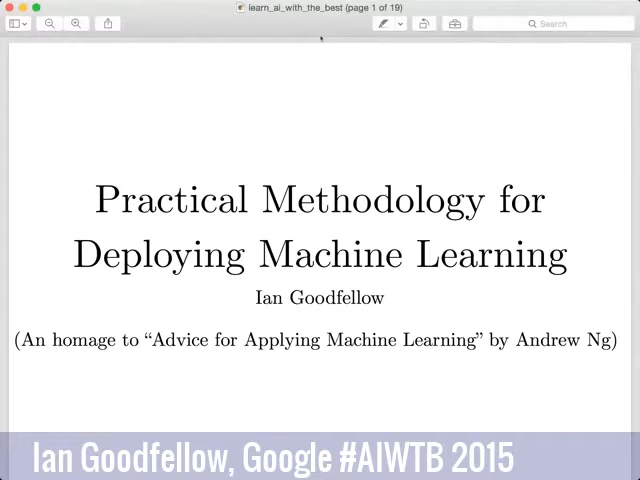 learn_ai_with_the_best (page 1 of 19)
Search
Practical Methodology for
Deploying Machine Learning
Ian Goodfellow
(An homage to “Advice for Applying Machine Learning” by Andrew Ng)
Ian Goodfellow, Google #AIWTB 2015